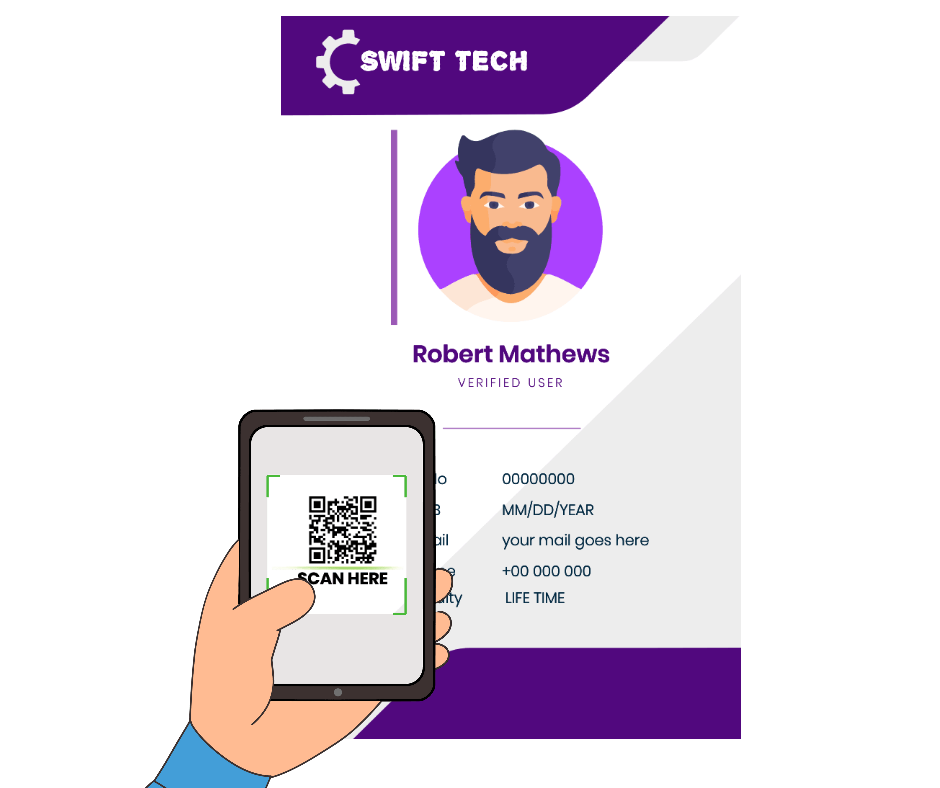 SWIFT TECH
Robert Mathews
VERIFIED USER
00000000
MM/DD/YEAR
your mail goes here
+00 000 000
LIFE TIME
SCAN HERE